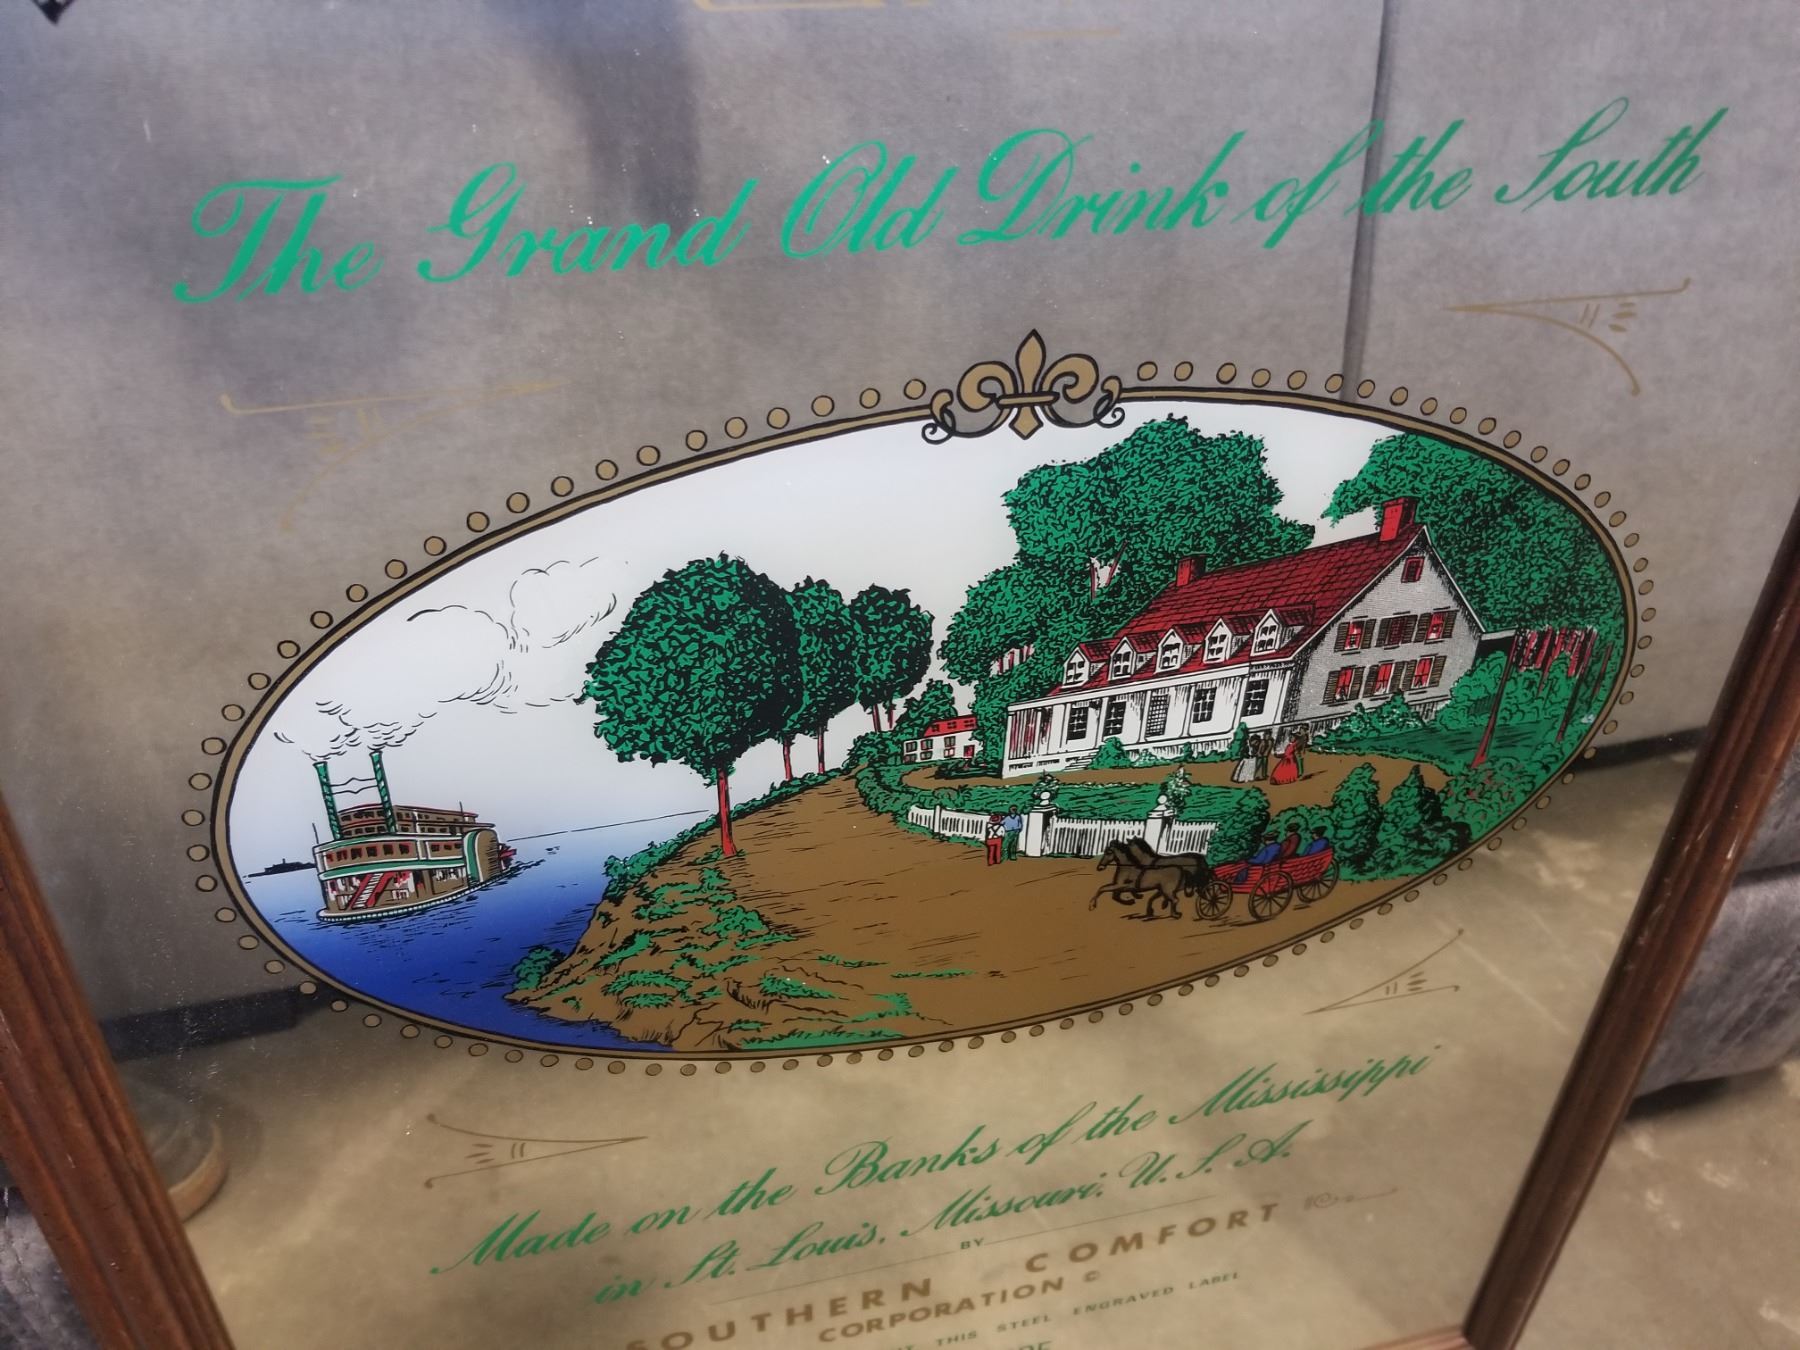 The Grand Old Drink of the South
Made on the Banks of the Mississippi
in St. Louis, Missouri, U.S.A.
BY
SOUTHERN COMFORT
CORPORATION ©
THIS STEEL ENGRAVED LABEL